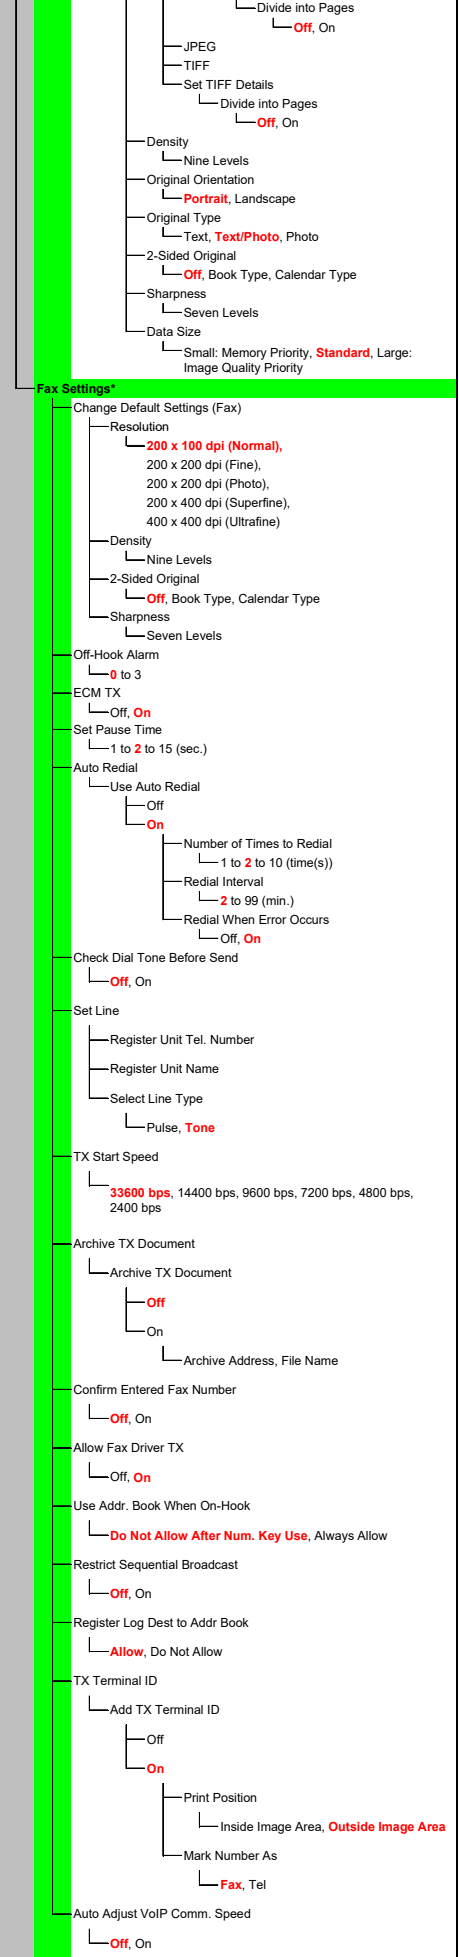 Divide into Pages
Off, On
JPEG
TIFF
Set TIFF Details
Divide into Pages
Off, On
Density
Nine Levels
Original Orientation
Portrait, Landscape
Original Type
Text, Text/Photo, Photo
2-Sided Original
Off, Book Type, Calendar Type
Sharpness
Seven Levels
Data Size
Small: Memory Priority, Standard, Large:
Image Quality Priority
Fax Settings*
Change Default Settings (Fax)
Resolution
200 x 100 dpi (Normal),
200 x 200 dpi (Fine),
200 x 200 dpi (Photo),
200 x 400 dpi (Superfine),
400 x 400 dpi (Ultrafine)
Density
Nine Levels
2-Sided Original
Off, Book Type, Calendar Type
Sharpness
Seven Levels
Off-Hook Alarm
0 to 3
ECM TX
Off, On
Set Pause Time
1 to 2 to 15 (sec.)
Auto Redial
Use Auto Redial
Off
On
Number of Times to Redial
1 to 2 to 10 (time(s))
Redial Interval
2 to 99 (min.)
Redial When Error Occurs
Off, On
Check Dial Tone Before Send
Off, On
Set Line
Register Unit Tel. Number
Register Unit Name
Select Line Type
Pulse, Tone
TX Start Speed
33600 bps, 14400 bps, 9600 bps, 7200 bps, 4800 bps,
2400 bps
Archive TX Document
Archive TX Document
Off
On
Archive Address, File Name
Confirm Entered Fax Number
Off, On
Allow Fax Driver TX
Off, On
Use Addr. Book When On-Hook
Do Not Allow After Num. Key Use, Always Allow
Restrict Sequential Broadcast
Off, On
Register Log Dest to Addr Book
Allow, Do Not Allow
TX Terminal ID
Add TX Terminal ID
Off
On
Print Position
Inside Image Area, Outside Image Area
Mark Number As
Fax, Tel
Auto Adjust VoIP Comm. Speed
Off, On